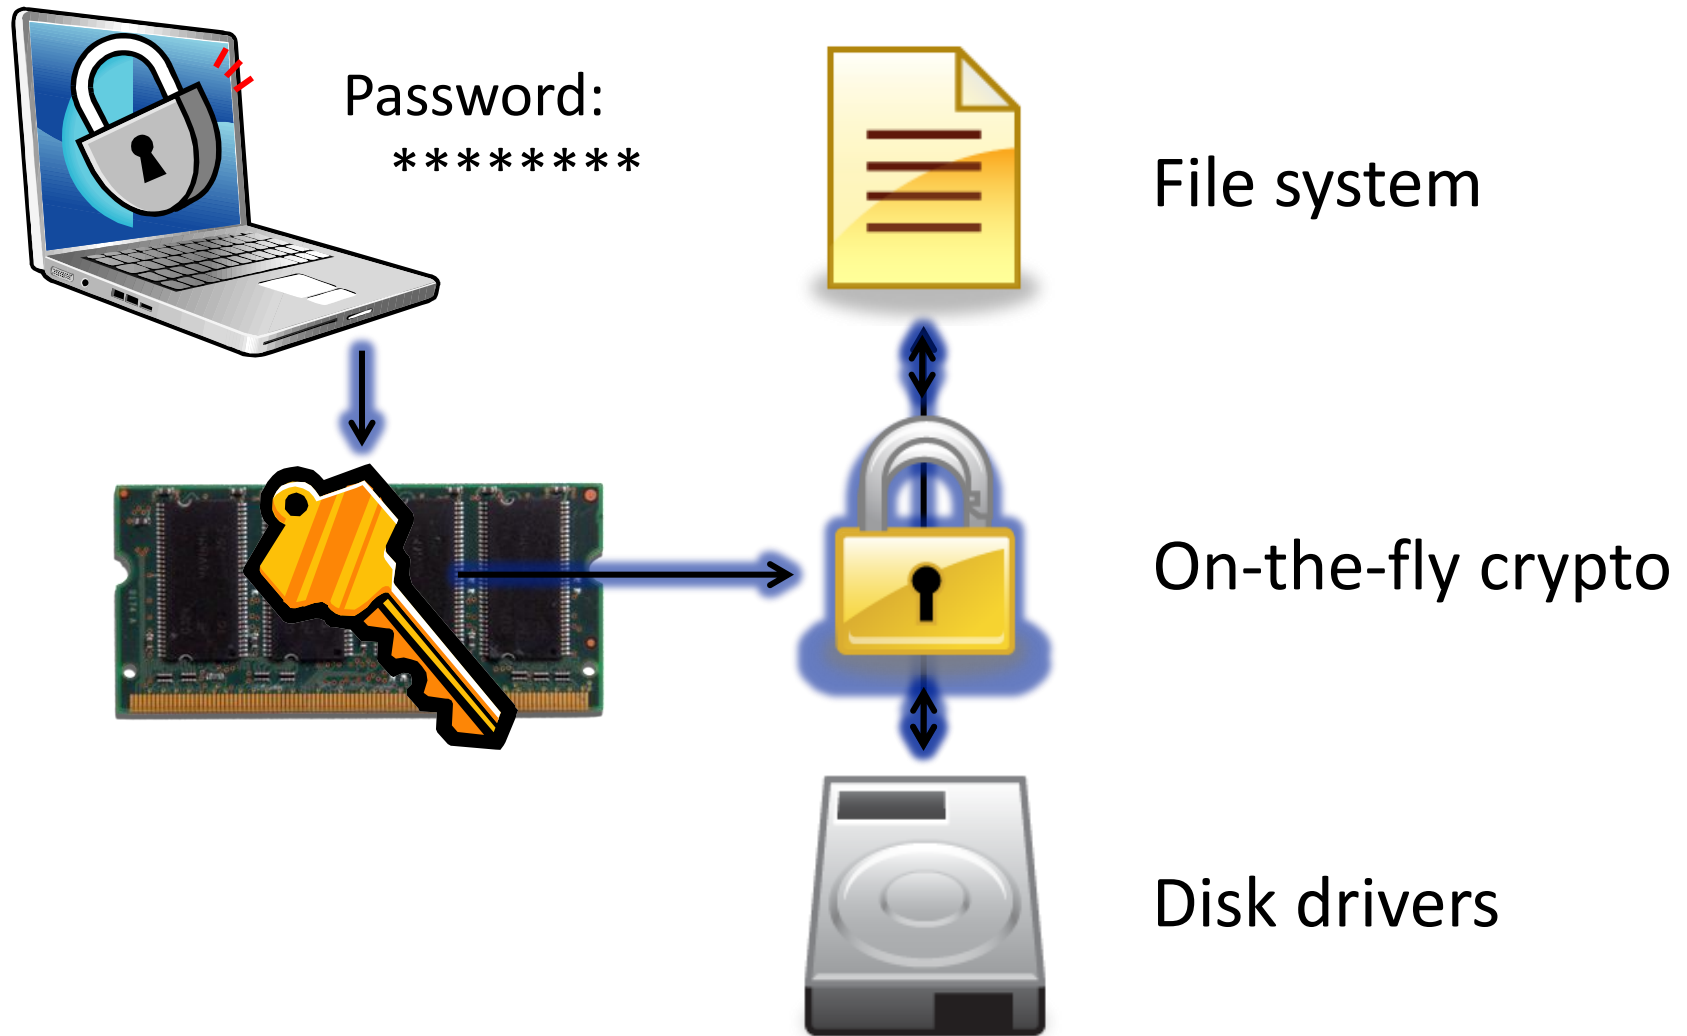 Password:
********
File system
On-the-fly crypto
Disk drivers